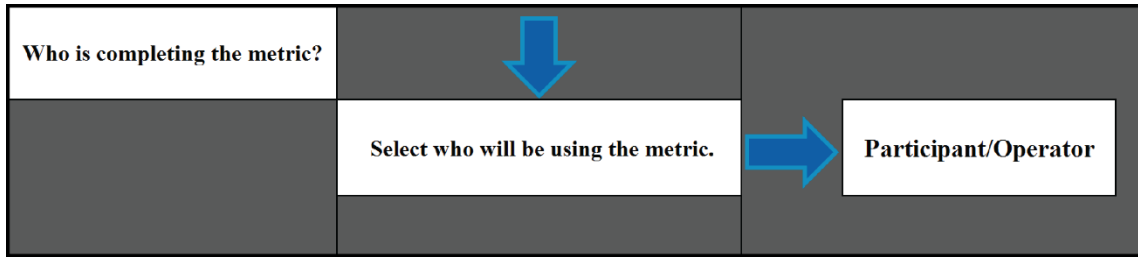 Who is completing the metric?
Select who will be using the metric.
Participant/Operator